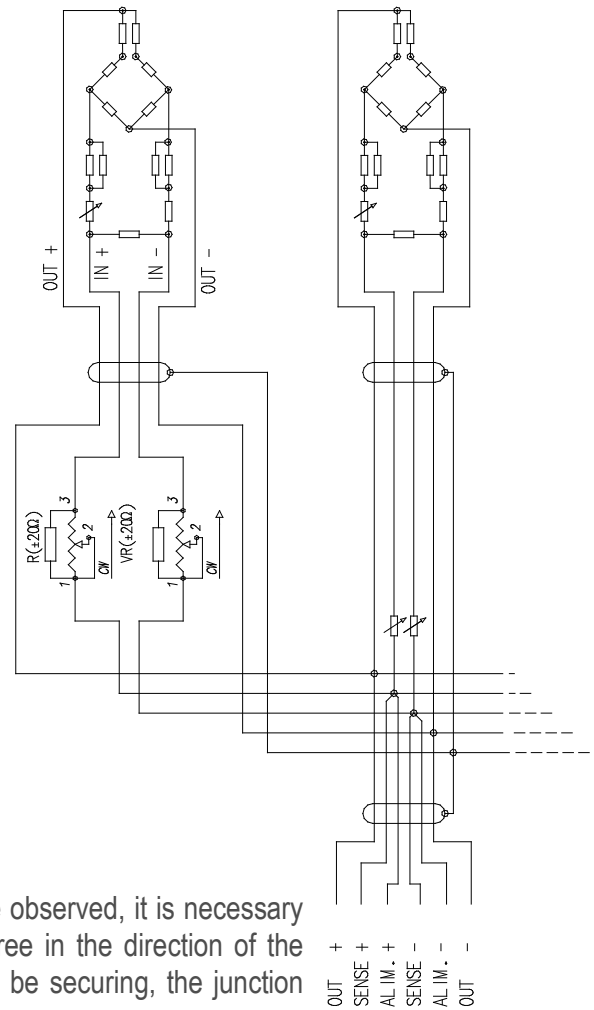 OUT +
IN +
IN -
OUT -
R(±20Ω)
3
2
1
CW
VR(±20Ω)
3
2
1
CW
observed, it is necessary
in the direction of the
be securing, the junction
OUT +
SENSE +
ALIM. +
SENSE -
ALIM. -
OUT -